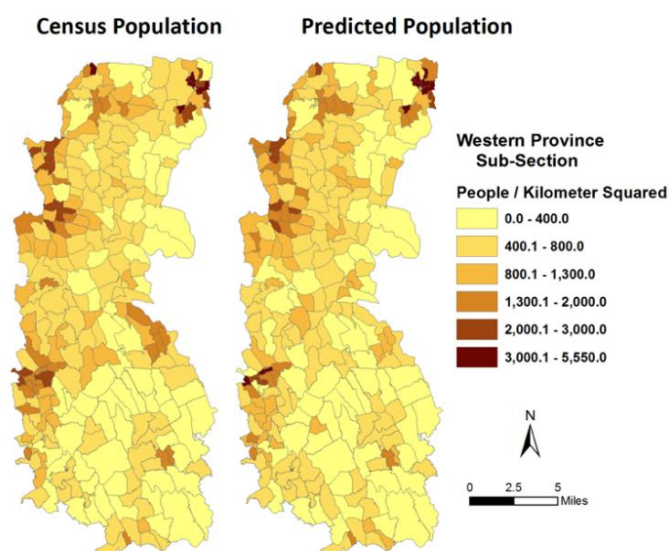 Census Population
Predicted Population
Western Province
Sub-Section
People / Kilometer Squared
0.0 - 400.0
400.1 - 800.0
800.1 - 1,300.0
1,300.1 - 2,000.0
2,000.1 - 3,000.0
3,000.1 - 5,550.0
N
0 2.5 5
Miles